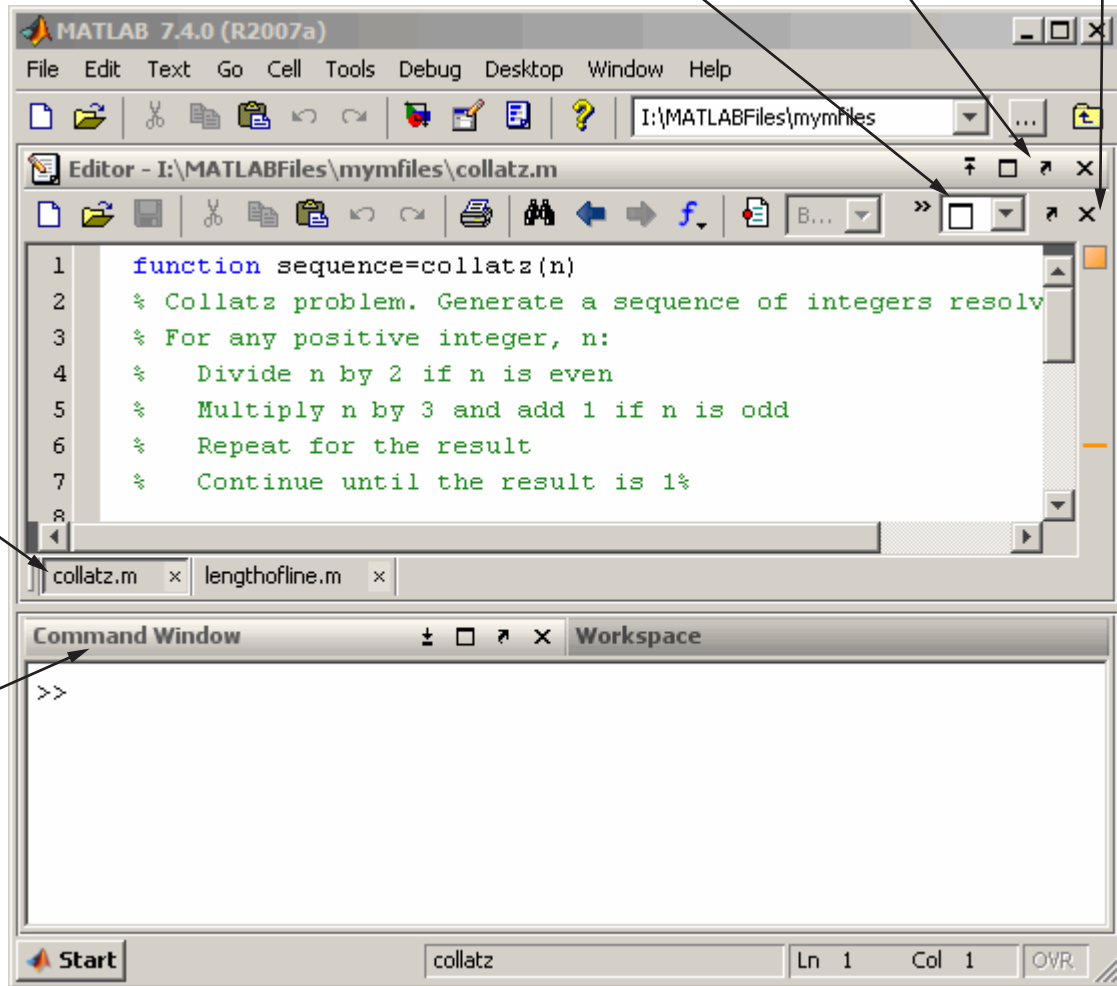 MATLAB 7.4.0 (R2007a)
File Edit Text Go Cell Tools Debug Desktop Window Help
I:\MATLABFiles\mymfiles ...
Editor - I:\MATLABFiles\mymfiles\collatz.m
B... »
1 function sequence=collatz(n)
2 % Collatz problem. Generate a sequence of integers resolv
3 % For any positive integer, n:
4 %   Divide n by 2 if n is even
5 %   Multiply n by 3 and add 1 if n is odd
6 %   Repeat for the result
7 %   Continue until the result is 1%
8
collatz.m × lengthofline.m ×
Command Window Workspace
>>
Start collatz Ln 1 Col 1 OVR